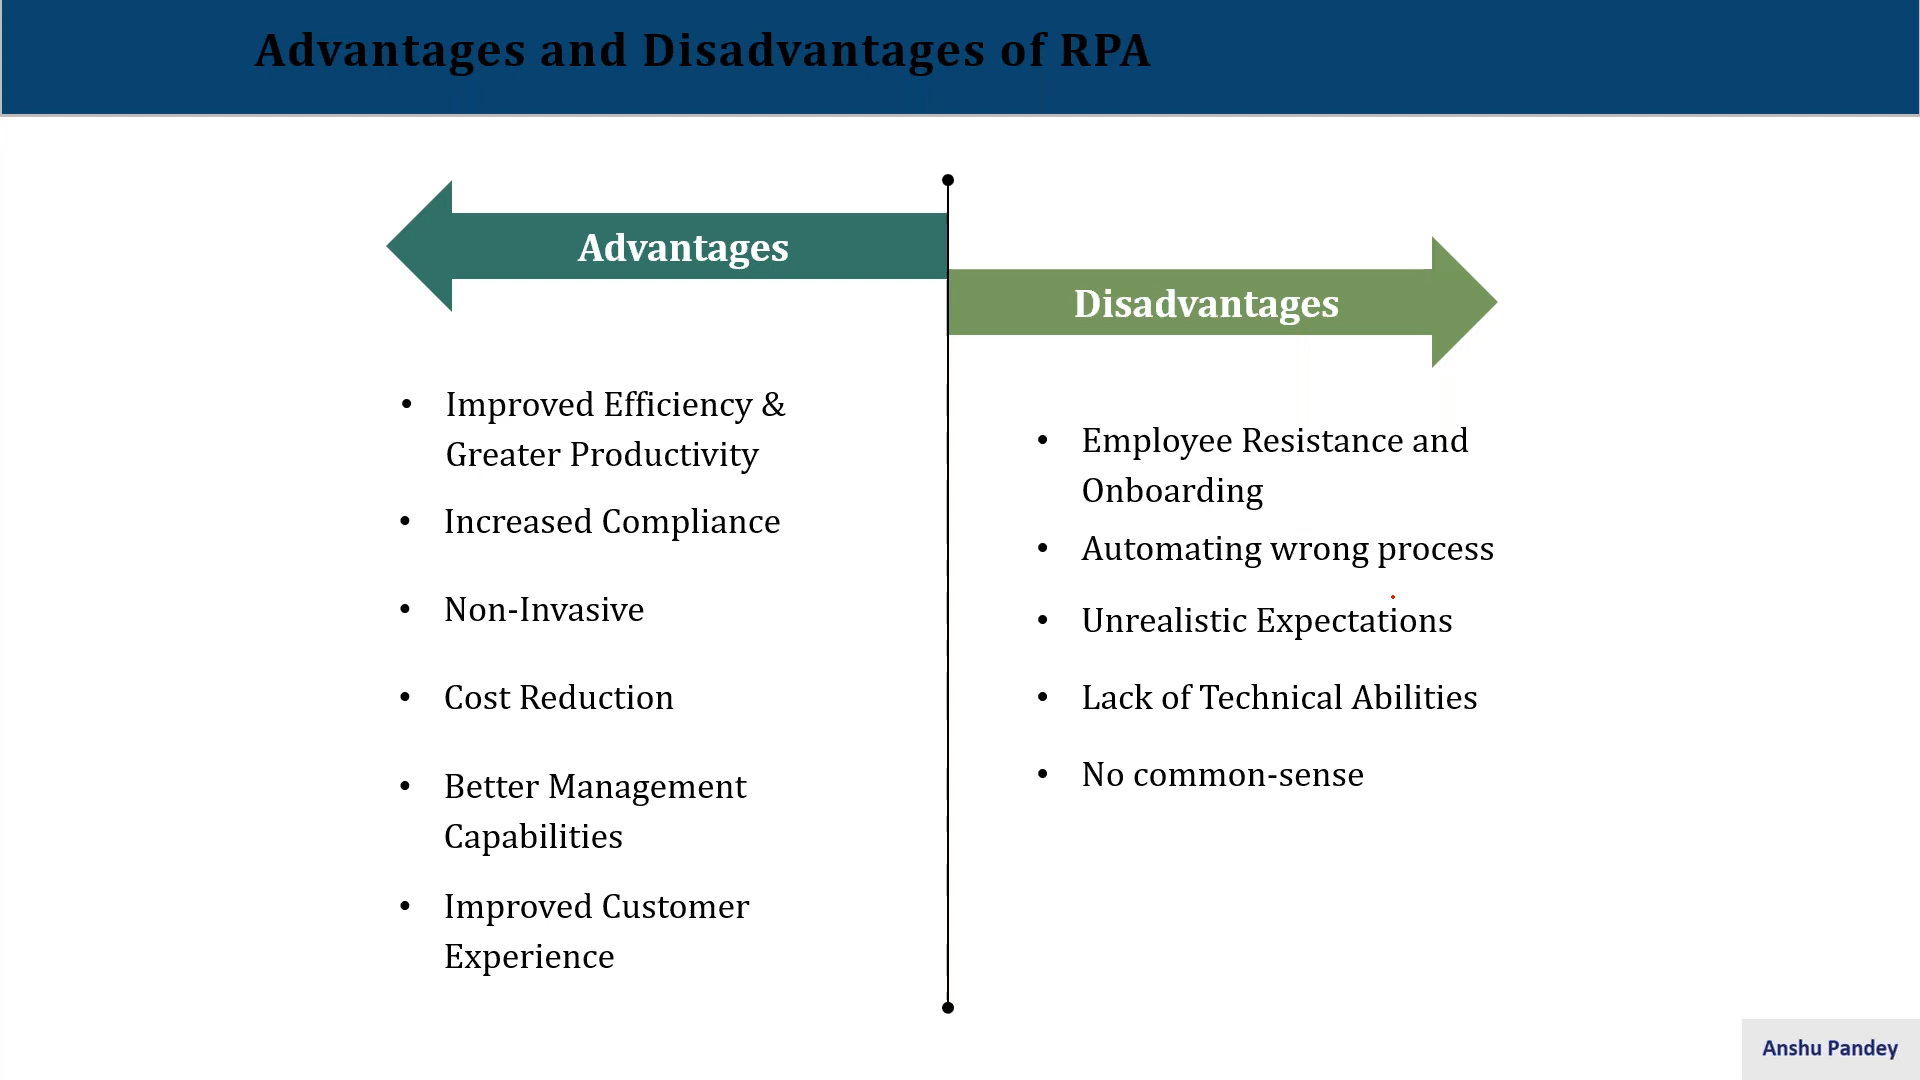 Advantages and Disadvantages of RPA
Advantages
• Improved Efficiency &
Greater Productivity
• Increased Compliance
• Non-Invasive
• Cost Reduction
• Better Management
Capabilities
• Improved Customer
Experience
Disadvantages
• Employee Resistance and
Onboarding
• Automating wrong process
• Unrealistic Expectations
• Lack of Technical Abilities
• No common-sense
Anshu Pandey